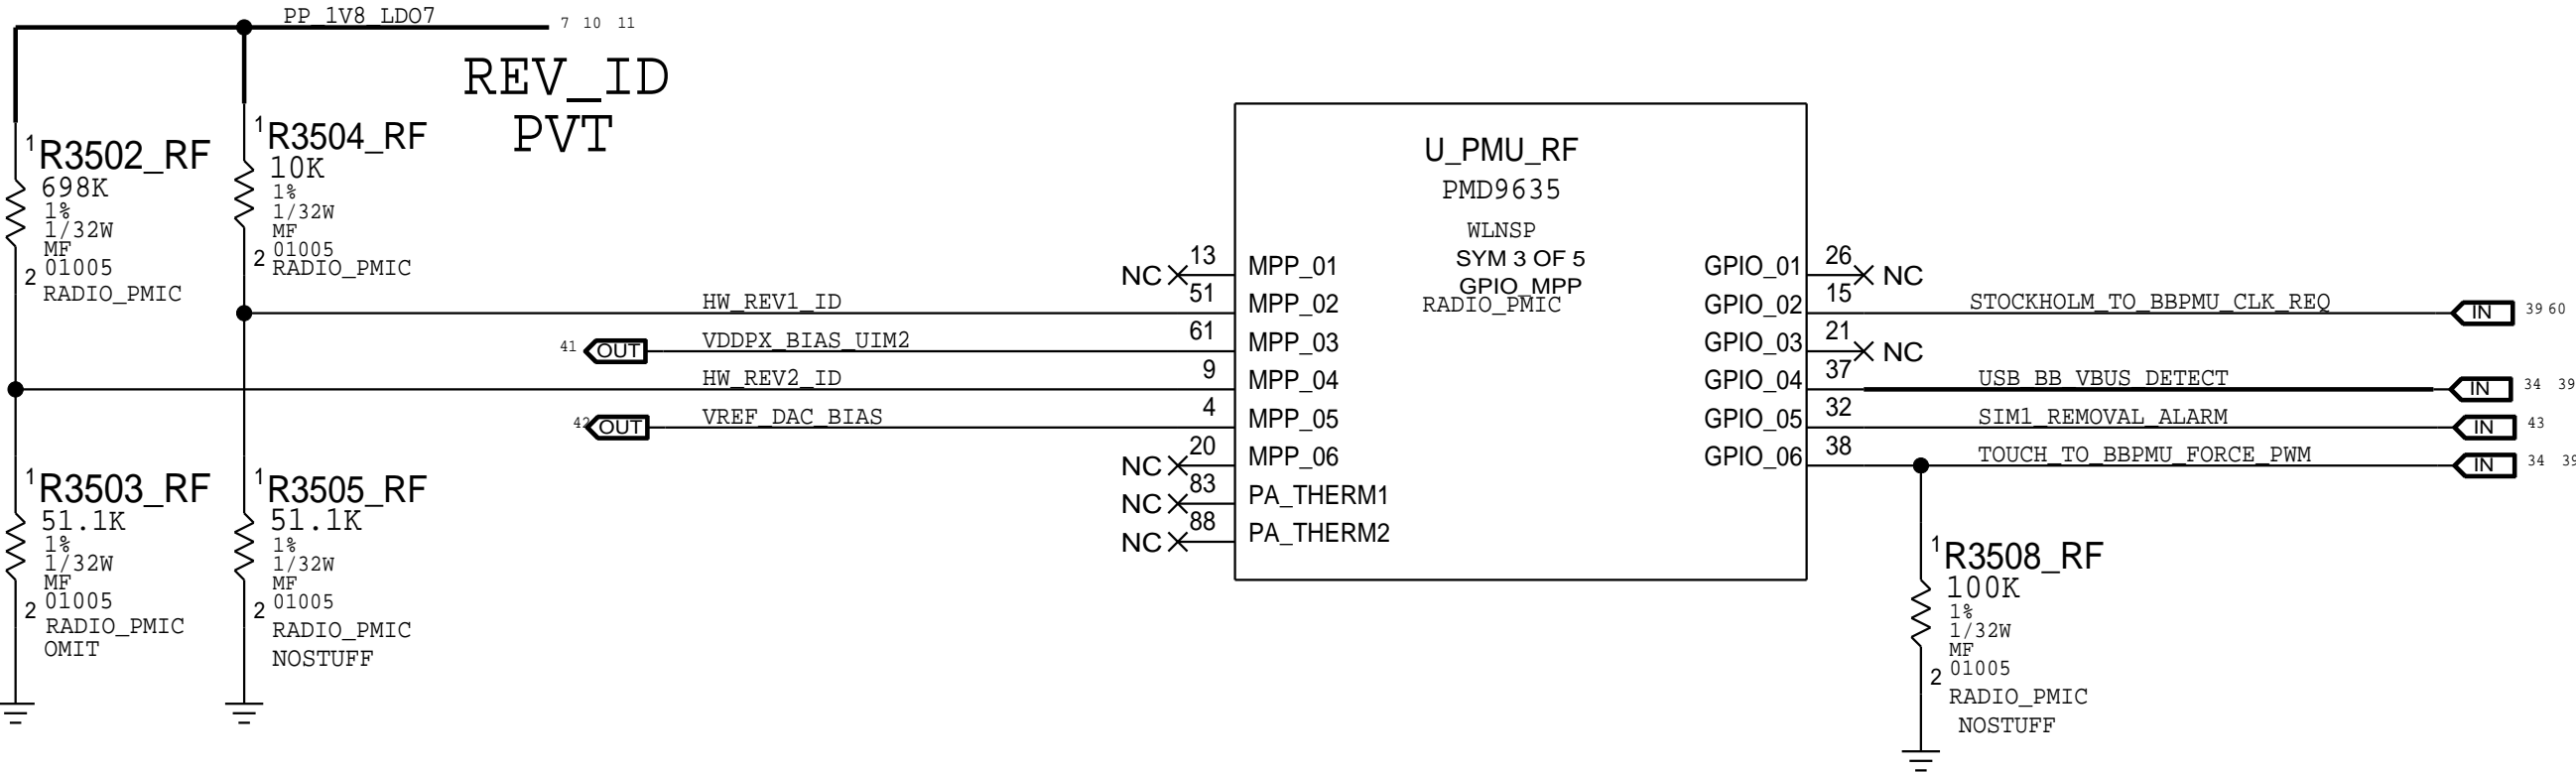 PP_1V8_LDO7
7 10 11
REV_ID
PVT
1
R3502_RF
698K
1%
1/32W
MF
01005
2
RADIO_PMIC
1
R3504_RF
10K
1%
1/32W
MF
01005
2
RADIO_PMIC
1
R3503_RF
51.1K
1%
1/32W
MF
01005
2
RADIO_PMIC
OMIT
1
R3505_RF
51.1K
1%
1/32W
MF
01005
2
RADIO_PMIC
NOSTUFF
HW_REV1_ID
41 OUT VDDPX_BIAS_UIM2
HW_REV2_ID
42 OUT VREF_DAC_BIAS
U_PMU_RF
PMD9635
WLNSP
SYM 3 OF 5
GPIO_MPP
RADIO_PMIC
NC 13 MPP_01
51 MPP_02
61 MPP_03
9 MPP_04
4 MPP_05
NC 20 MPP_06
NC 83 PA_THERM1
NC 88 PA_THERM2
GPIO_01 26 NC
GPIO_02 15 STOCKHOLM_TO_BBPMU_CLK_REQ IN 39 60
GPIO_03 21 NC
GPIO_04 37 USB_BB_VBUS_DETECT IN 34 39
GPIO_05 32 SIM1_REMOVAL_ALARM IN 43
GPIO_06 38 TOUCH_TO_BBPMU_FORCE_PWM IN 34 39
1
R3508_RF
100K
1%
1/32W
MF
01005
2
RADIO_PMIC
NOSTUFF